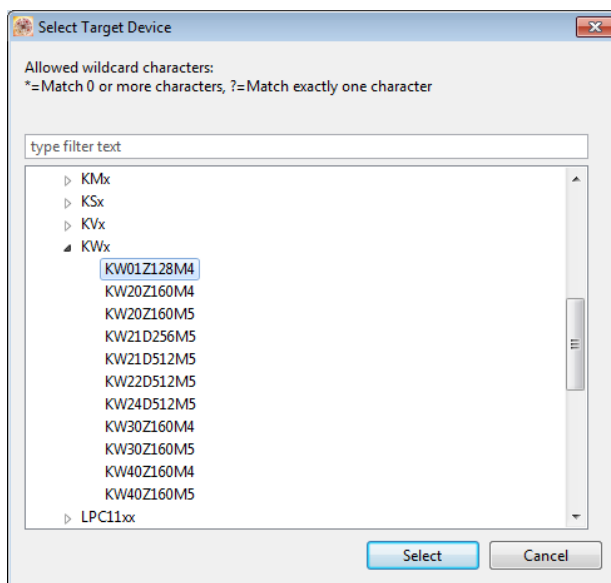 Select Target Device
Allowed wildcard characters:
*=Match 0 or more characters, ?=Match exactly one character
type filter text
KMx
KSx
KVx
KWx
KW01Z128M4
KW20Z160M4
KW20Z160M5
KW21D256M5
KW21D512M5
KW22D512M5
KW24D512M5
KW30Z160M4
KW30Z160M5
KW40Z160M4
KW40Z160M5
LPC11xx
Select Cancel